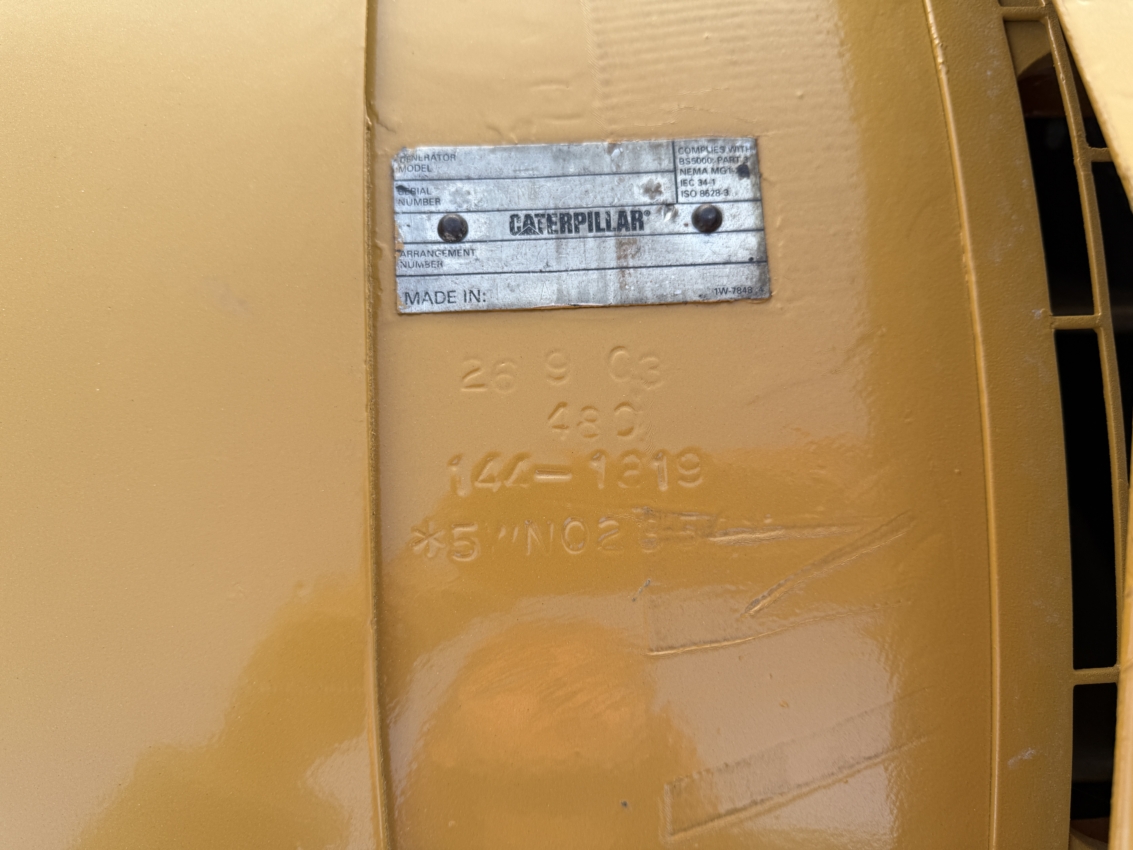 GENERATOR
MODEL
COMPLIES WITH
BS5000: PART
NEMA MG1-
IEC 34-1
ISO 8528-3
SERIAL
NUMBER
CATERPILLAR
ARRANGEMENT
NUMBER
MADE IN:
1W-7848
26 9 03
480
144-1819